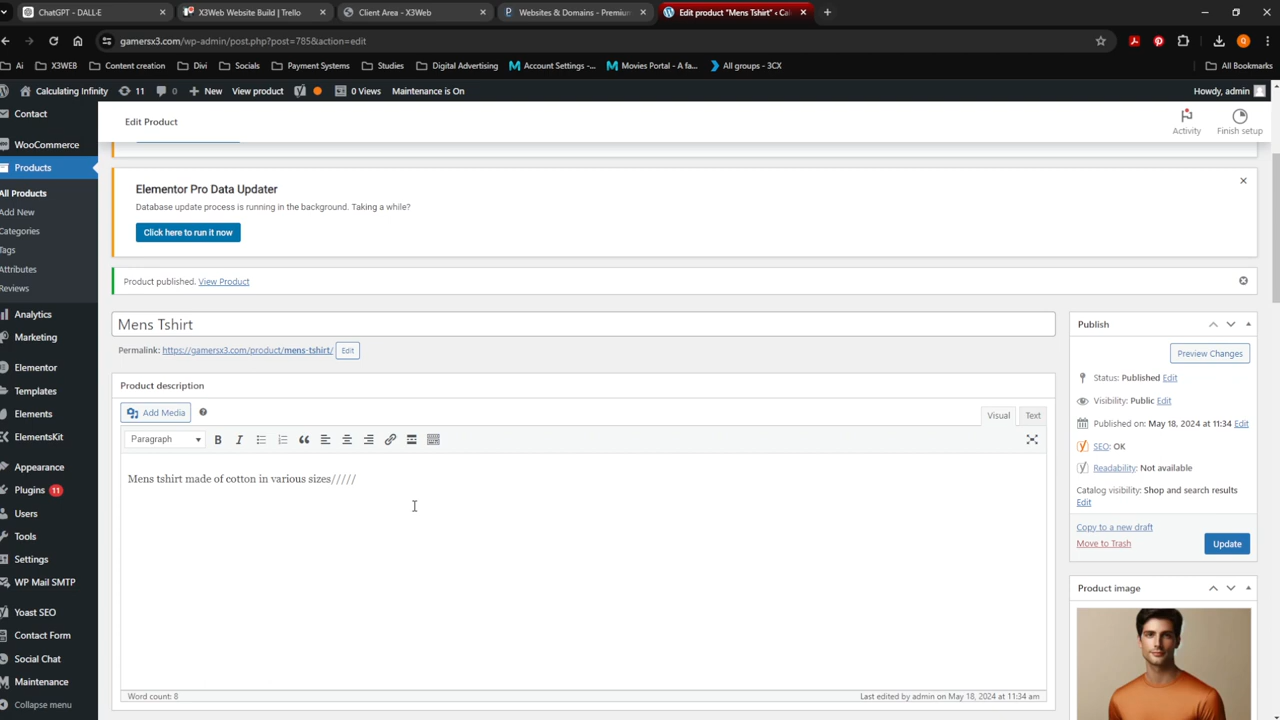 ChatGPT - DALL-E
X3Web Website Build | Trello
Client Area - X3Web
Websites & Domains - Premium
Edit product "Mens Tshirt" ‹ Cal
gamersx3.com/wp-admin/post.php?post=785&action=edit
Ai
X3WEB
Content creation
Divi
Socials
Payment Systems
Studies
Digital Advertising
Account Settings -...
Movies Portal - A fa...
All groups - 3CX
All Bookmarks
Calculating Infinity
11
0
New
View product
0 Views
Maintenance is On
Howdy, admin
Contact
WooCommerce
Products
All Products
Add New
Categories
Tags
Attributes
Reviews
Analytics
Marketing
Elementor
Templates
Elements
ElementsKit
Appearance
Plugins 11
Users
Tools
Settings
WP Mail SMTP
Yoast SEO
Contact Form
Social Chat
Maintenance
Collapse menu
Edit Product
Activity
Finish setup
Elementor Pro Data Updater
Database update process is running in the background. Taking a while?
Click here to run it now
Product published. View Product
Mens Tshirt
Permalink: https://gamersx3.com/product/mens-tshirt/ Edit
Product description
Add Media
Visual
Text
Paragraph
B I
Mens tshirt made of cotton in various sizes/////
Word count: 8
Last edited by admin on May 18, 2024 at 11:34 am
Publish
Preview Changes
Status: Published Edit
Visibility: Public Edit
Published on: May 18, 2024 at 11:34 Edit
SEO: OK
Readability: Not available
Catalog visibility: Shop and search results
Edit
Copy to a new draft
Move to Trash
Update
Product image